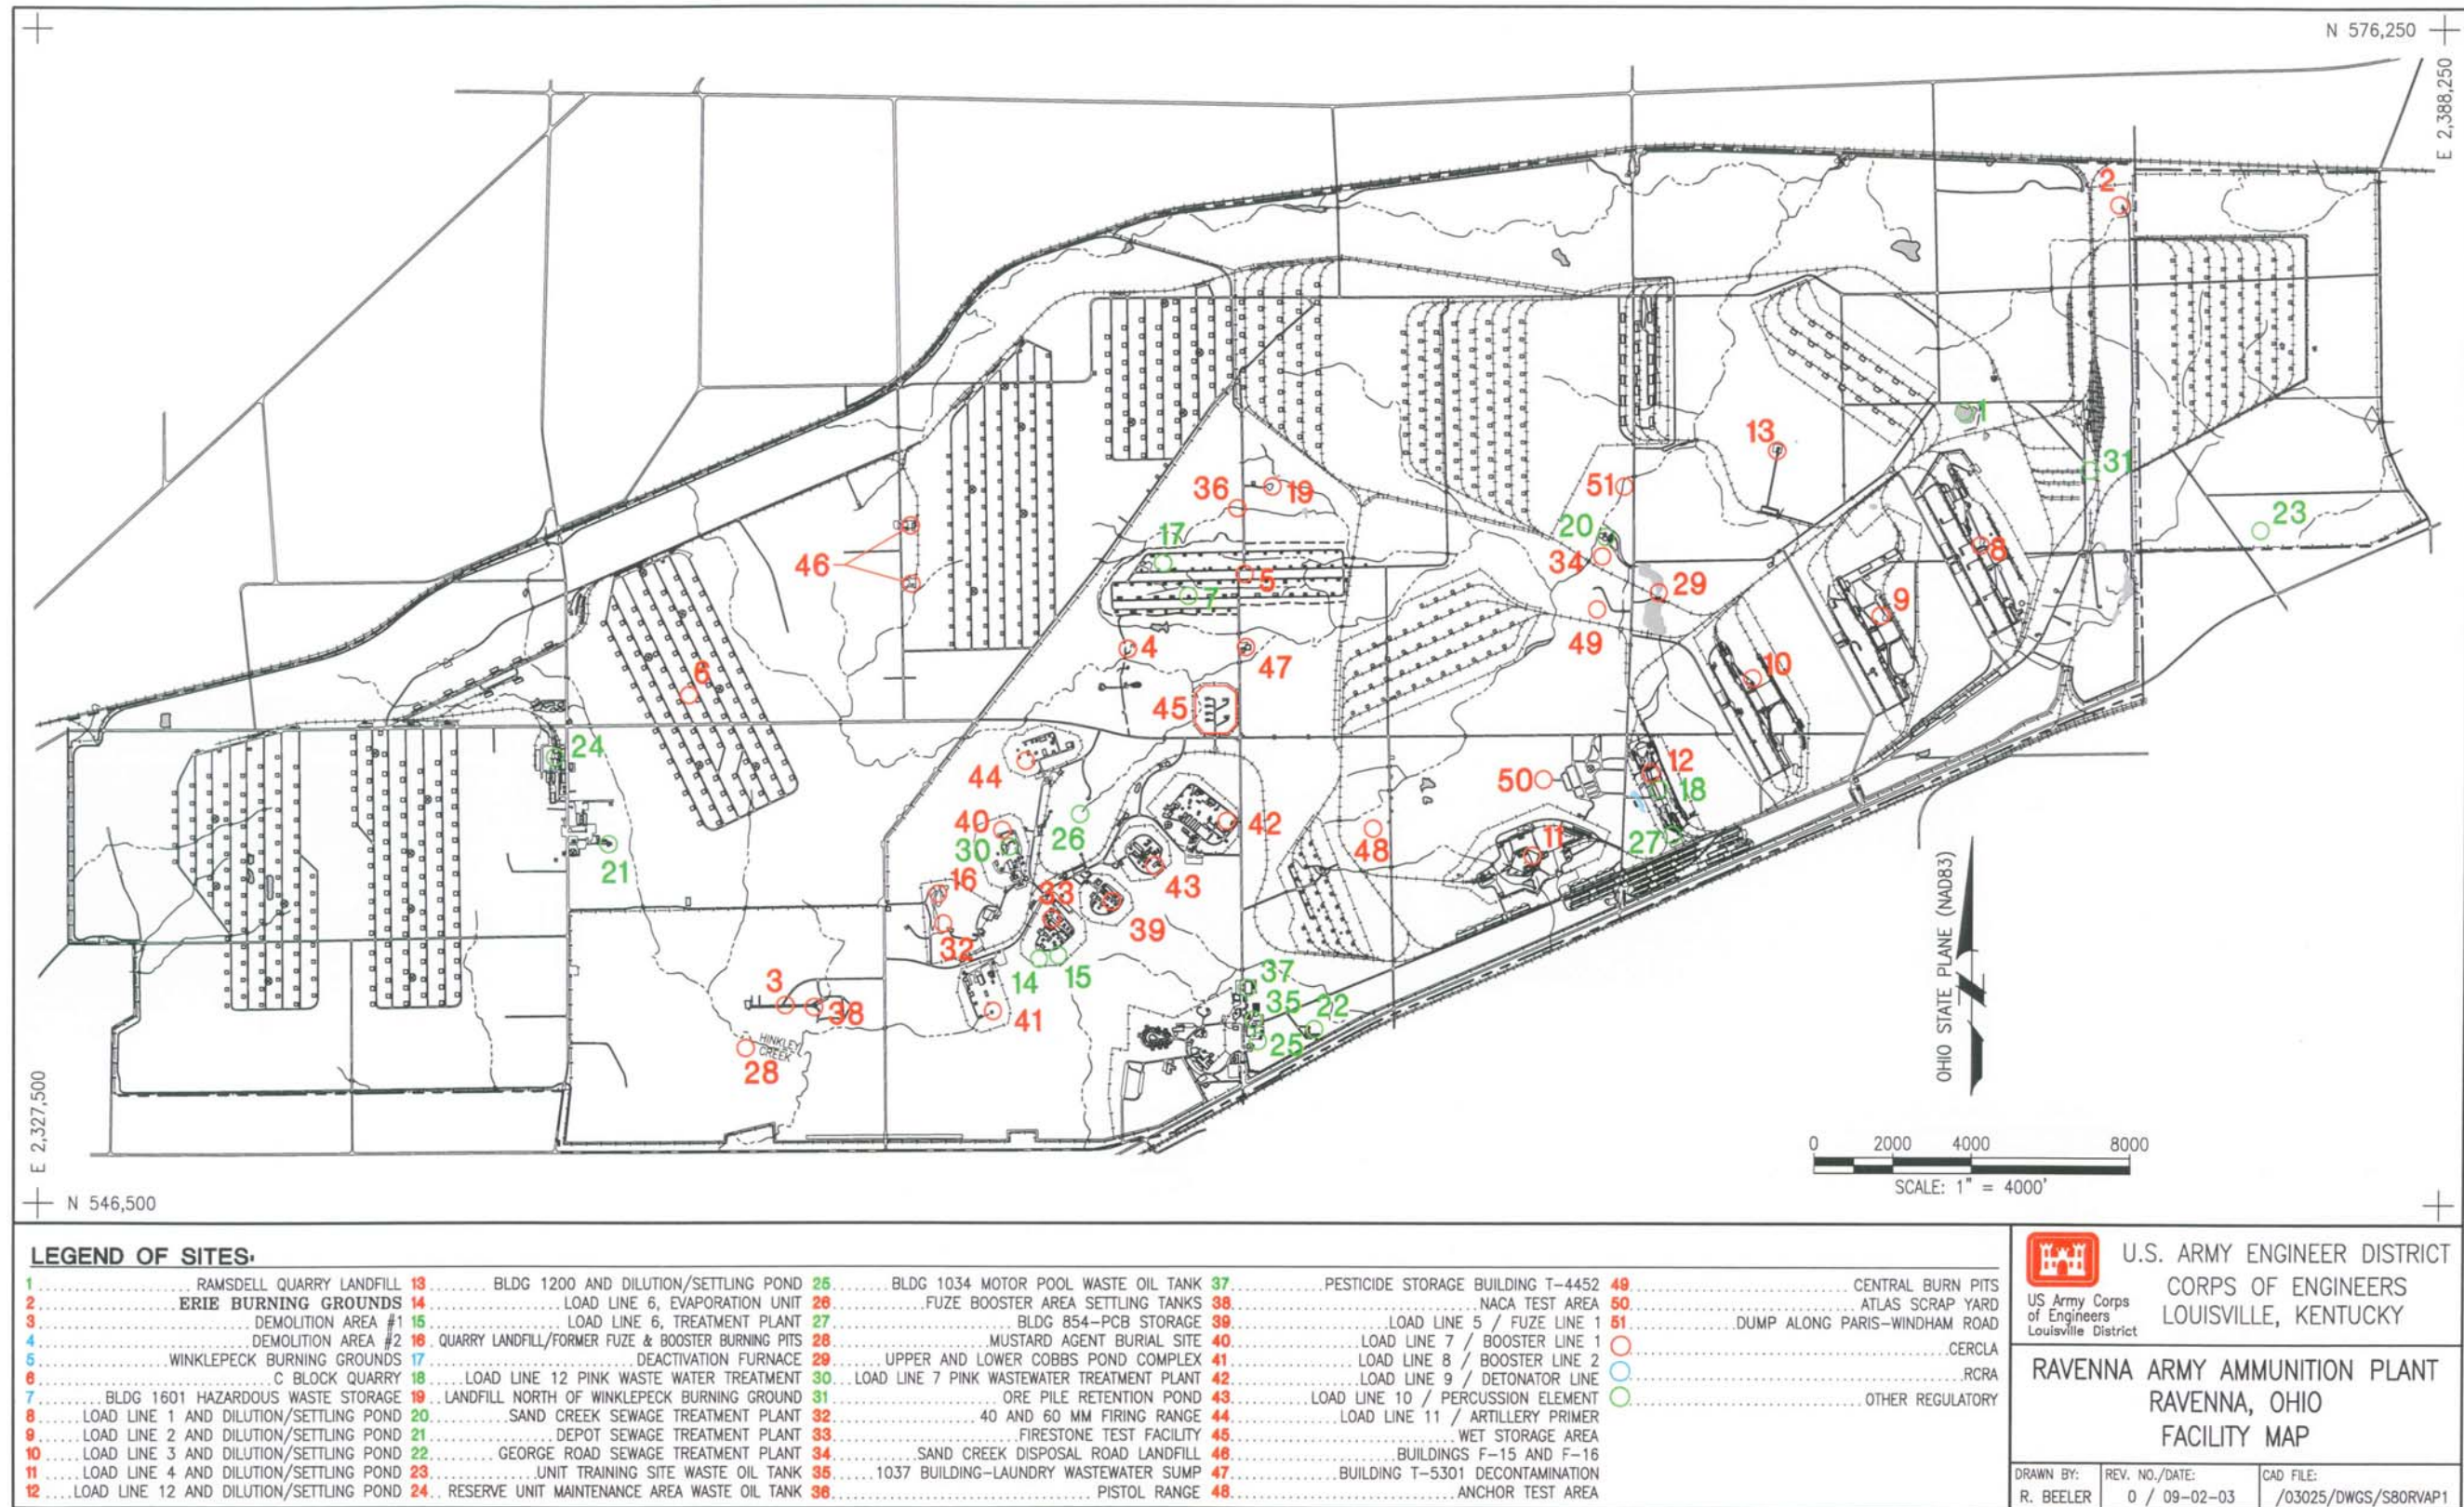 N 576,250
E 2,388,250
2
1
13
31
36
19
51
23
17
20
46
34
8
5
7
29
9
49
4
47
6
10
45
24
44
12
50
18
40
42
26
30
27
11
48
21
43
16
33
39
32
14
15
37
3
35
22
38
41
25
HINKLEY
CREEK
28
OHIO STATE PLANE (NAD83)
E 2,327,500
N 546,500
0 2000 4000 8000
SCALE: 1" = 4000'
LEGEND OF SITES:
1 RAMSDELL QUARRY LANDFILL
2 ERIE BURNING GROUNDS
3 DEMOLITION AREA #1
4 DEMOLITION AREA #2
5 WINKLEPECK BURNING GROUNDS
6 C BLOCK QUARRY
7 BLDG 1601 HAZARDOUS WASTE STORAGE
8 LOAD LINE 1 AND DILUTION/SETTLING POND
9 LOAD LINE 2 AND DILUTION/SETTLING POND
10 LOAD LINE 3 AND DILUTION/SETTLING POND
11 LOAD LINE 4 AND DILUTION/SETTLING POND
12 LOAD LINE 12 AND DILUTION/SETTLING POND
13 BLDG 1200 AND DILUTION/SETTLING POND
14 LOAD LINE 6, EVAPORATION UNIT
15 LOAD LINE 6, TREATMENT PLANT
16 QUARRY LANDFILL/FORMER FUZE & BOOSTER BURNING PITS
17 DEACTIVATION FURNACE
18 LOAD LINE 12 PINK WASTE WATER TREATMENT
19 LANDFILL NORTH OF WINKLEPECK BURNING GROUND
20 SAND CREEK SEWAGE TREATMENT PLANT
21 DEPOT SEWAGE TREATMENT PLANT
22 GEORGE ROAD SEWAGE TREATMENT PLANT
23 UNIT TRAINING SITE WASTE OIL TANK
24 RESERVE UNIT MAINTENANCE AREA WASTE OIL TANK
25 BLDG 1034 MOTOR POOL WASTE OIL TANK
26 FUZE BOOSTER AREA SETTLING TANKS
27 BLDG 854-PCB STORAGE
28 MUSTARD AGENT BURIAL SITE
29 UPPER AND LOWER COBBS POND COMPLEX
30 LOAD LINE 7 PINK WASTEWATER TREATMENT PLANT
31 ORE PILE RETENTION POND
32 40 AND 60 MM FIRING RANGE
33 FIRESTONE TEST FACILITY
34 SAND CREEK DISPOSAL ROAD LANDFILL
35 1037 BUILDING-LAUNDRY WASTEWATER SUMP
36 PISTOL RANGE
37 PESTICIDE STORAGE BUILDING T-4452
38 NACA TEST AREA
39 LOAD LINE 5 / FUZE LINE 1
40 LOAD LINE 7 / BOOSTER LINE 1
41 LOAD LINE 8 / BOOSTER LINE 2
42 LOAD LINE 9 / DETONATOR LINE
43 LOAD LINE 10 / PERCUSSION ELEMENT
44 LOAD LINE 11 / ARTILLERY PRIMER
45 WET STORAGE AREA
46 BUILDINGS F-15 AND F-16
47 BUILDING T-5301 DECONTAMINATION
48 ANCHOR TEST AREA
49 CENTRAL BURN PITS
50 ATLAS SCRAP YARD
51 DUMP ALONG PARIS-WINDHAM ROAD
CERCLA
RCRA
OTHER REGULATORY
US Army Corps
of Engineers
Louisville District
U.S. ARMY ENGINEER DISTRICT
CORPS OF ENGINEERS
LOUISVILLE, KENTUCKY
RAVENNA ARMY AMMUNITION PLANT
RAVENNA, OHIO
FACILITY MAP
DRAWN BY:
R. BEELER
REV. NO./DATE:
0 / 09-02-03
CAD FILE:
/03025/DWGS/S80RVAP1